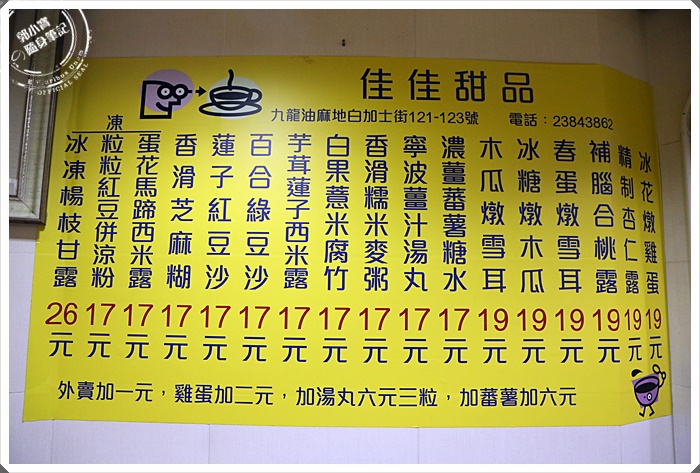 郭小寶
隨身筆記
OFFICIAL SEAL
佳佳甜品
九龍油麻地白加士街121-123號 電話：23843862
冰花燉雞蛋 19元
精制杏仁露 19元
補腦合桃露 19元
春蛋燉雪耳 19元
冰糖燉木瓜 19元
木瓜燉雪耳 19元
濃薑蕃薯糖水 17元
寧波薑汁湯丸 17元
香滑糯米麥粥 17元
白果薏米腐竹 17元
芋茸蓮子西米露 17元
百合綠豆沙 17元
蓮子紅豆沙 17元
香滑芝麻糊 17元
凍
蛋花馬蹄西米露 17元
粒粒紅豆併涼粉 17元
冰凍楊枝甘露 26元
外賣加一元，雞蛋加二元，加湯丸六元三粒，加蕃薯加六元